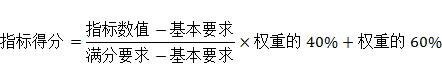 指标得分 = (指标数值 − 基本要求) / (满分要求 − 基本要求) × 权重的 40% + 权重的 60%